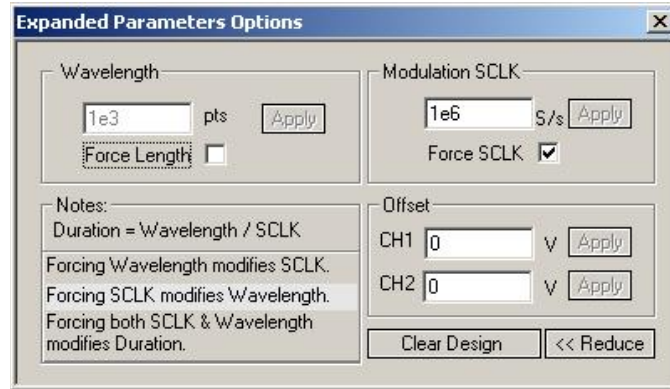 Expanded Parameters Options
Wavelength
1e3 pts Apply
Force Length
Modulation SCLK
1e6 S/s Apply
Force SCLK
Notes:
Duration = Wavelength / SCLK
Forcing Wavelength modifies SCLK.
Forcing SCLK modifies Wavelength.
Forcing both SCLK & Wavelength
modifies Duration.
Offset
CH1 0 V Apply
CH2 0 V Apply
Clear Design << Reduce